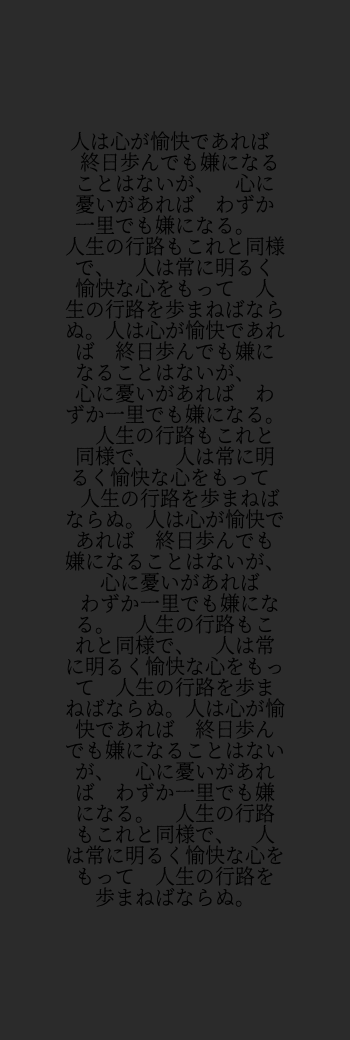 人は心が愉快であれば
終日歩んでも嫌になる
ことはないが、　心に
憂いがあれば　わずか
一里でも嫌になる。
人生の行路もこれと同様
で、　人は常に明るく
愉快な心をもって　人
生の行路を歩まねばなら
ぬ。人は心が愉快であれ
ば　終日歩んでも嫌に
なることはないが、
心に憂いがあれば　わ
ずか一里でも嫌になる。
人生の行路もこれと
同様で、　人は常に明
るく愉快な心をもって
人生の行路を歩まねば
ならぬ。人は心が愉快で
あれば　終日歩んでも
嫌になることはないが、
心に憂いがあれば
わずか一里でも嫌にな
る。　人生の行路もこ
れと同様で、　人は常
に明るく愉快な心をもっ
て　人生の行路を歩ま
ねばならぬ。人は心が愉
快であれば　終日歩ん
でも嫌になることはない
が、　心に憂いがあれ
ば　わずか一里でも嫌
になる。　人生の行路
もこれと同様で、　人
は常に明るく愉快な心を
もって　人生の行路を
歩まねばならぬ。